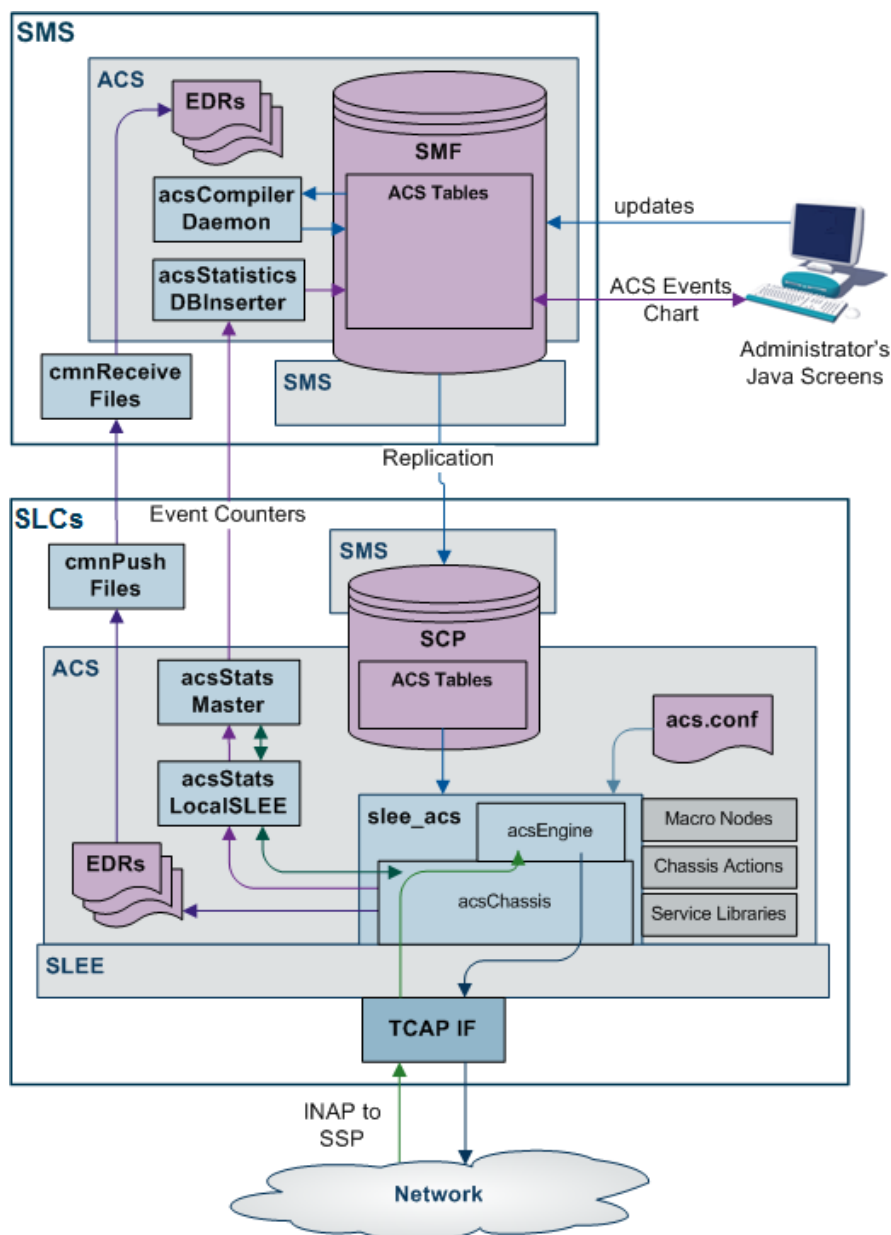 SMS
ACS
EDRs
SMF
acsCompiler
Daemon
ACS Tables
updates
acsStatistics
DBInserter
ACS Events
Chart
Administrator's
Java Screens
cmnReceive
Files
SMS
Replication
SLCs
Event Counters
cmnPush
Files
SMS
SCP
ACS
acsStats
Master
ACS Tables
acs.conf
acsStats
LocalSLEE
slee_acs
acsEngine
Macro Nodes
EDRs
Chassis Actions
acsChassis
Service Libraries
SLEE
TCAP IF
INAP to
SSP
Network